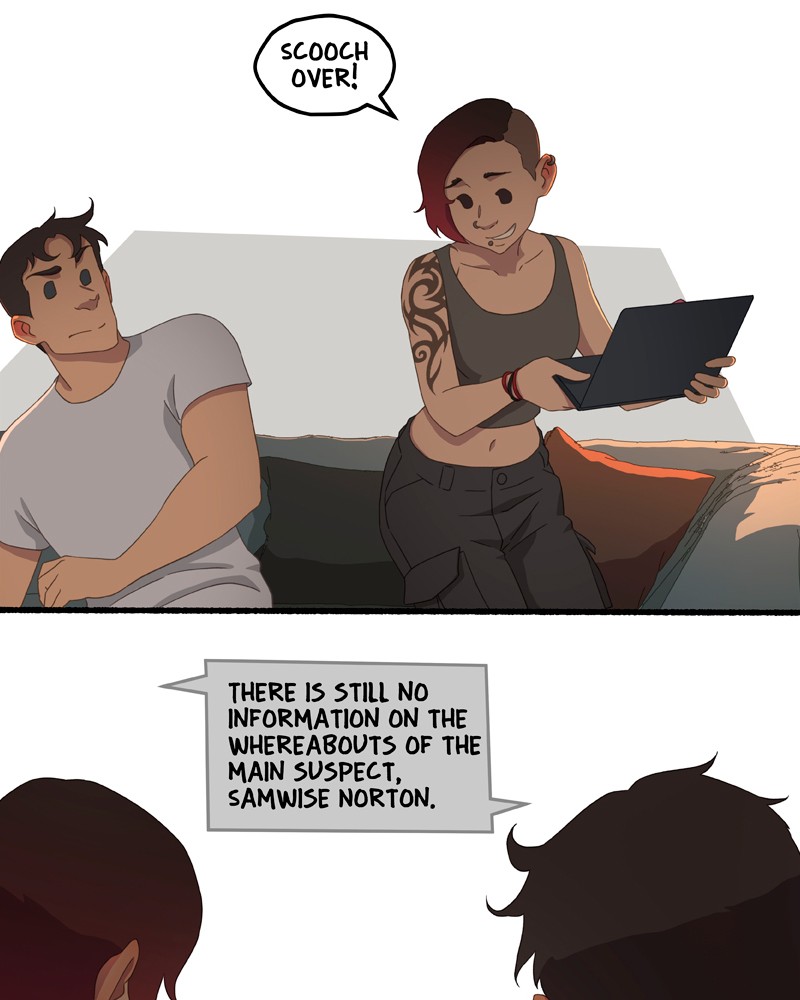 SCOOCH
OVER!
THERE IS STILL NO
INFORMATION ON THE
WHEREABOUTS OF THE
MAIN SUSPECT,
SAMWISE NORTON.